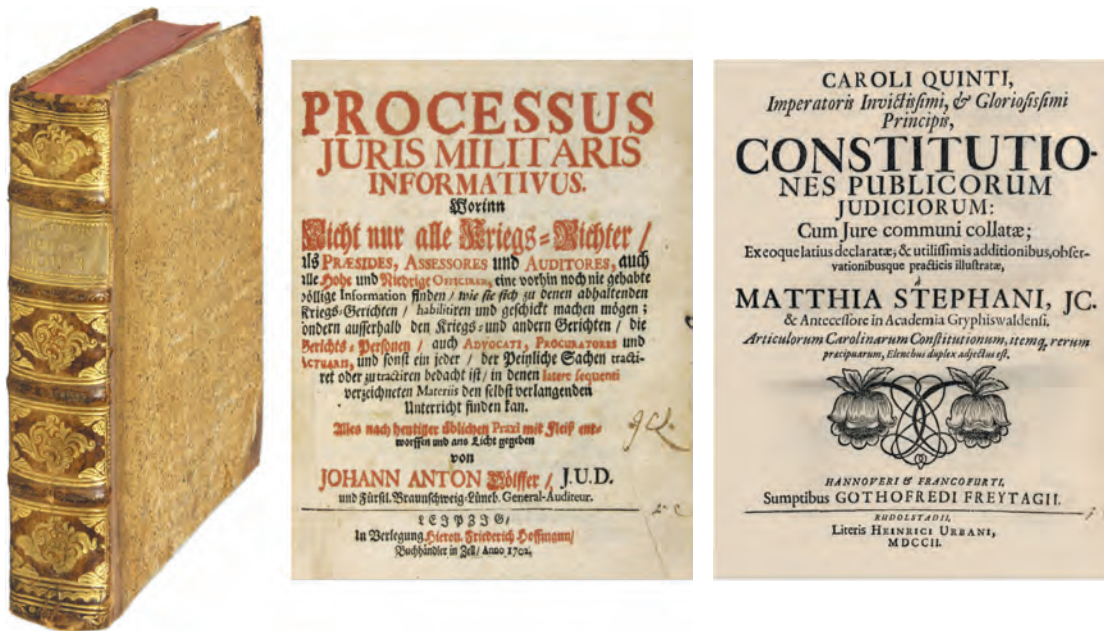 PROCESSUS
JURIS MILITARIS
INFORMATIVUS.
Worinn
Nicht nur alle Kriegs-Richter /
als PRÆSIDES, ASSESSORES und AUDITORES, auch
alle Hohe und Niedrige OFFICIRER, eine vorhin noch nie gehabte
völlige Information finden / wie sie sich zu denen abhaltenden
Kriegs-Gerichten / habilitiren und geschickt machen mögen;
sondern ausserhalb den Kriegs- und andern Gerichten / die
Gerichts-Personen / auch ADVOCATI, PROCURATORES und
ACTUARII, und sonst ein jeder / der Peinliche Sachen tracti-
ret oder zu tractiren bedacht ist / in denen latere sequenti
verzeichneten Materiis den selbst verlangenden
Unterricht finden kan.
Alles nach heutiger üblichen Praxi mit Fleiß ent-
worffen und ans Licht gegeben
von
JOHANN ANTON Wölffer / J.U.D.
und Fürstl. Braunschweig-Lüneb. General-Auditeur.
LEIPZIG /
In Verlegung Hieron. Friederich Hoffmann /
Buchhändler in Zell / Anno 1702.
CAROLI QUINTI,
Imperatoris Invictissimi, & Gloriosissimi
Principis,
CONSTITUTIO-
NES PUBLICORUM
JUDICIORUM:
Cum Jure communi collatæ;
Ex eoque latius declaratæ, & utilissimis additionibus, obser-
vationibusque practicis illustratæ,
à
MATTHIA STEPHANI, JC.
& Antecessore in Academia Gryphiswaldensi.
Articulorum Carolinarum Constitutionum, itemq, rerum
præcipuarum, Elenchus duplex adjectus est.
HANNOVERI & FRANCOFURTI,
Sumptibus GOTHOFREDI FREYTAGII.
RUDOLSTADII,
Literis HEINRICI URBANI,
MDCCII.